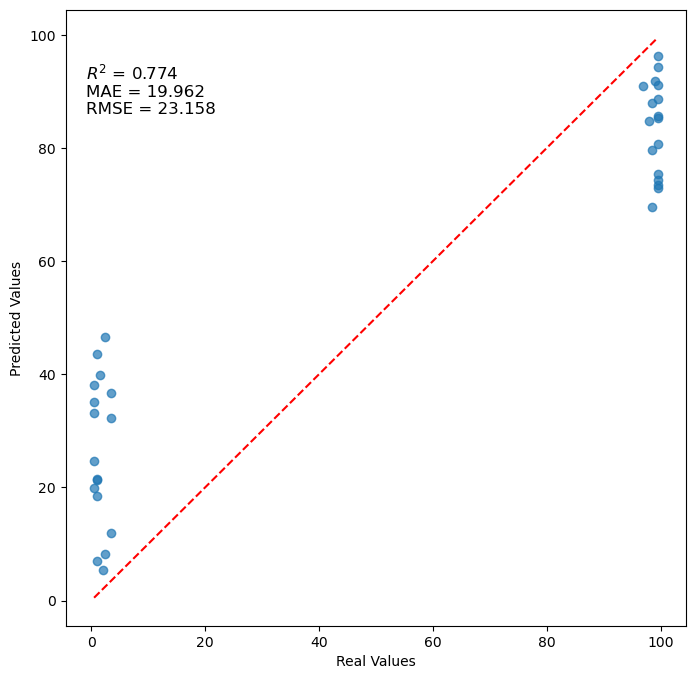 R² = 0.774
MAE = 19.962
RMSE = 23.158
100
80
60
40
20
0
Predicted Values
0 20 40 60 80 100
Real Values